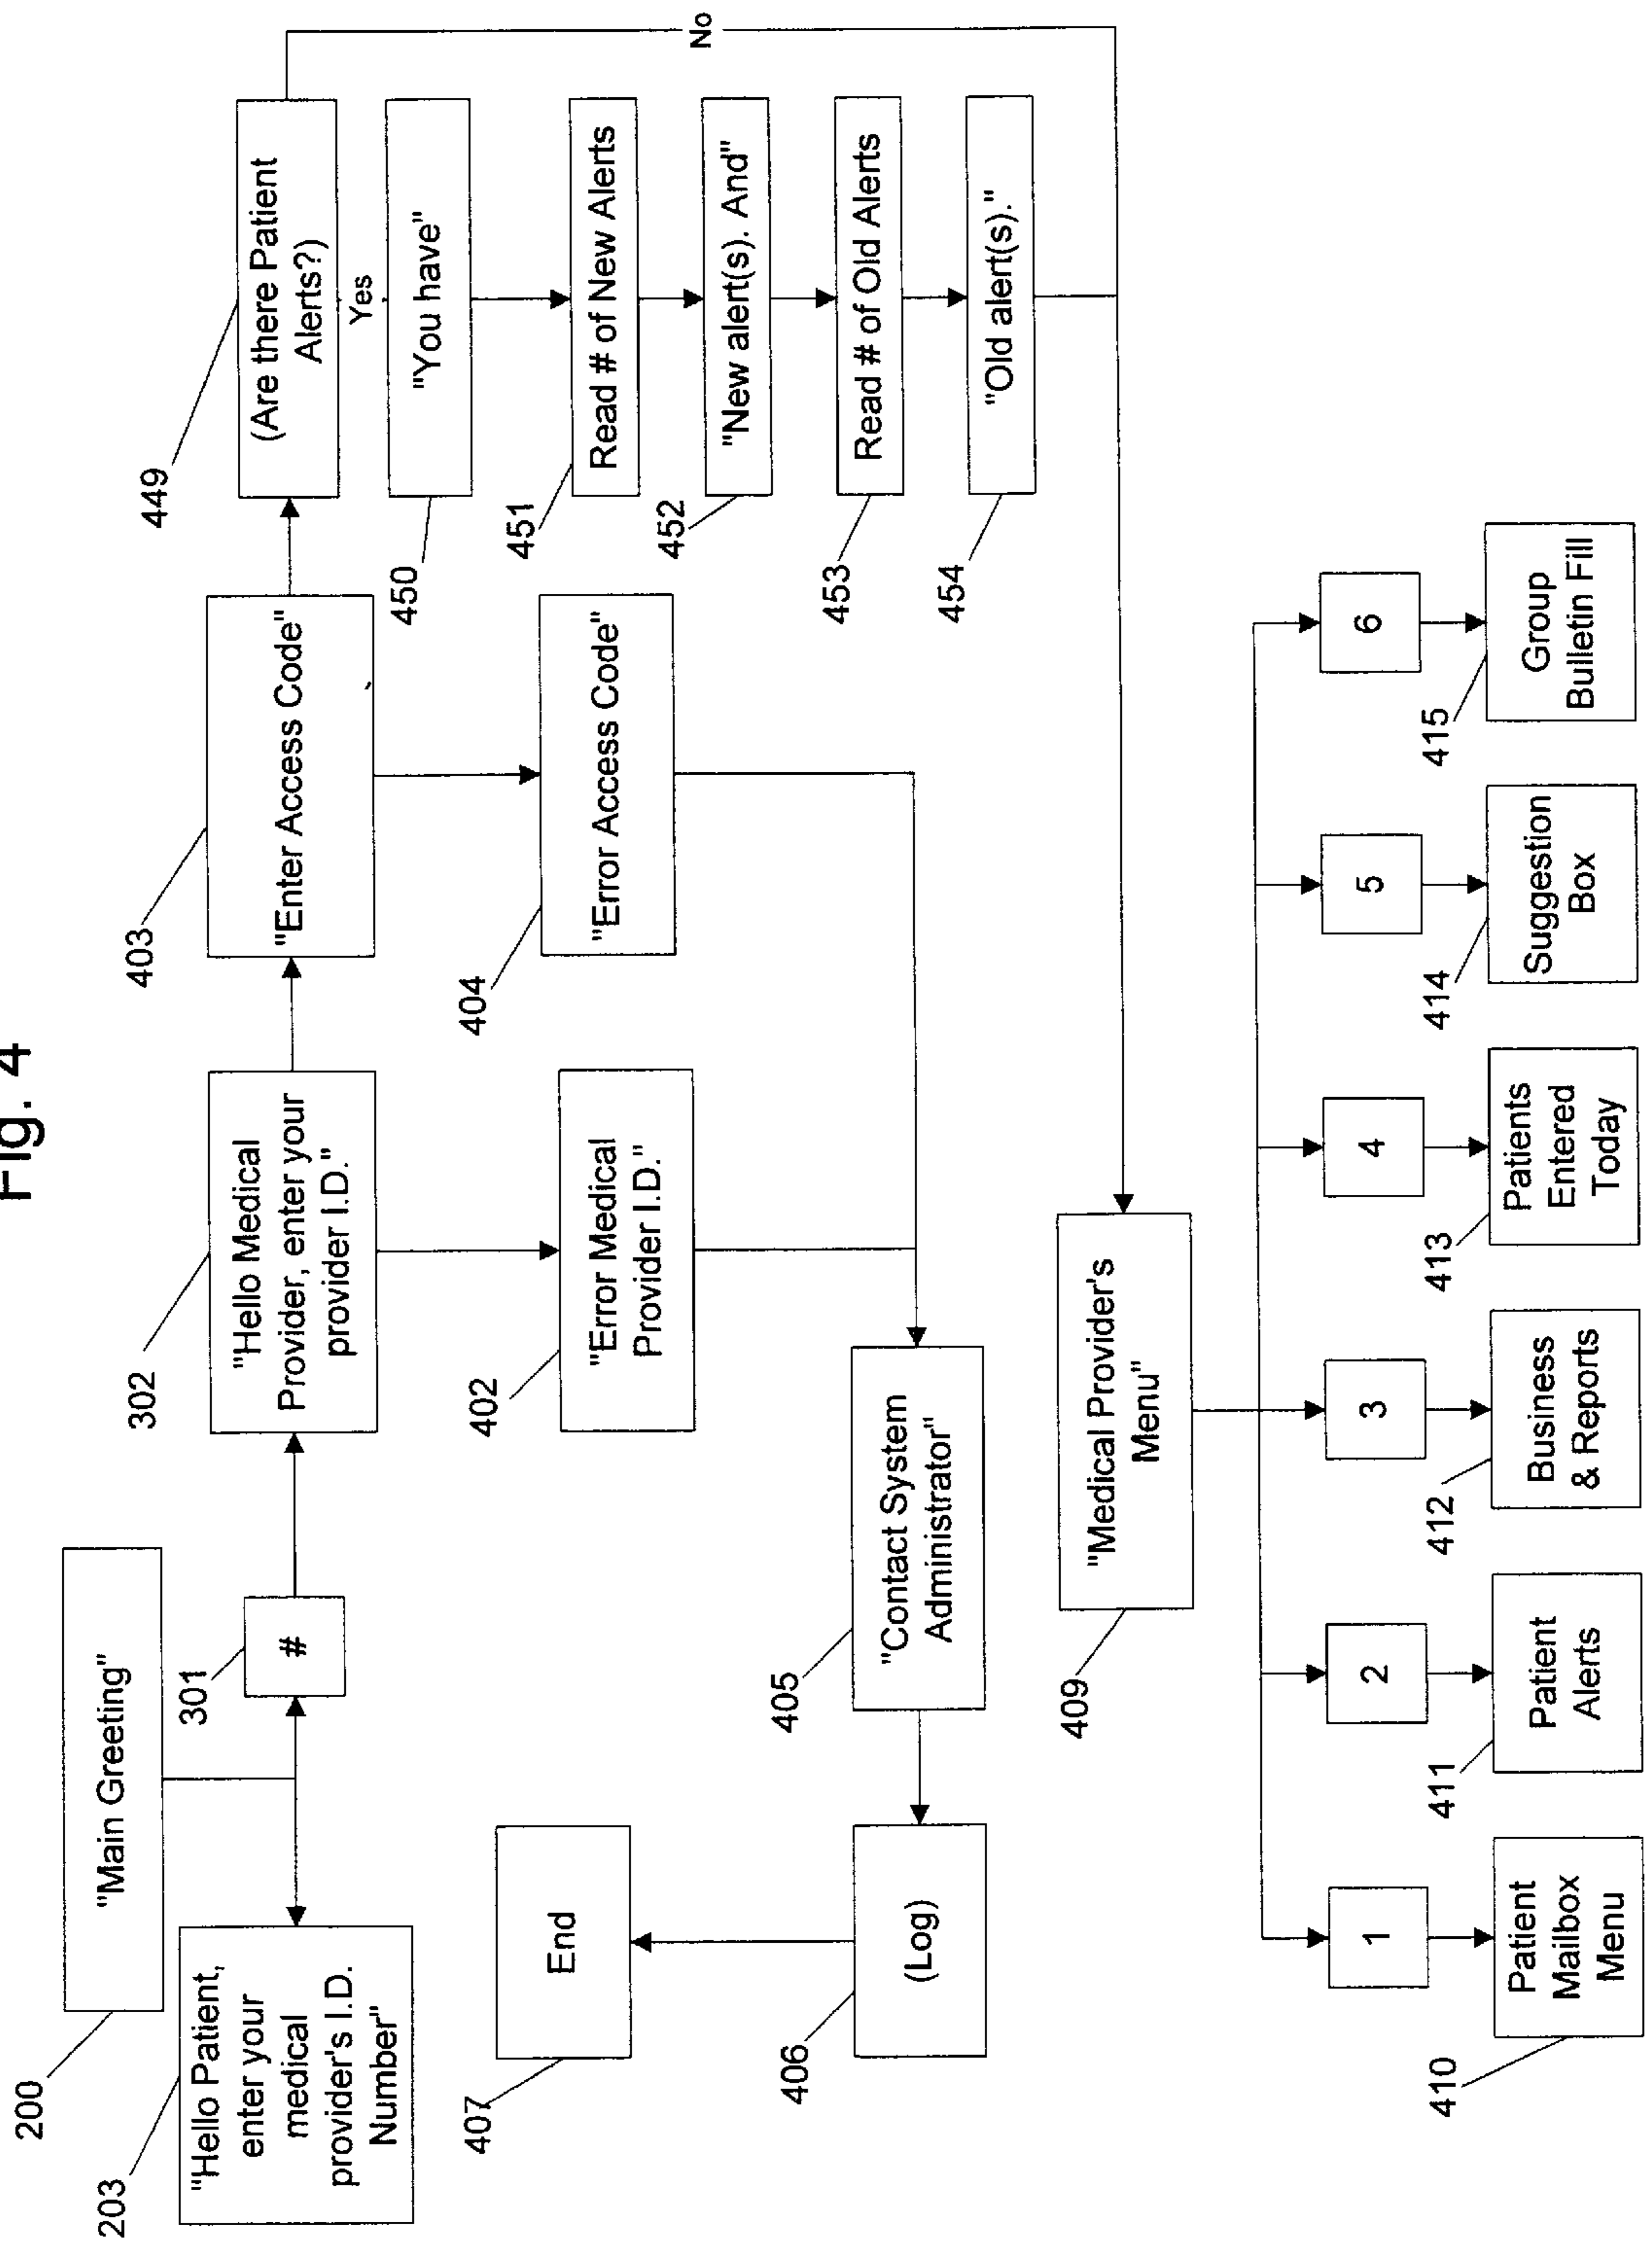 Fig. 4
200
"Main Greeting"
203
"Hello Patient,
enter your
medical
provider's I.D.
Number"
301
#
302
"Hello Medical
Provider, enter your
provider I.D."
403
"Enter Access Code"
449
(Are there Patient
Alerts?)
Yes
No
450
"You have"
451
Read # of New Alerts
452
"New alert(s). And"
453
Read # of Old Alerts
454
"Old alert(s)."
402
"Error Medical
Provider I.D."
404
"Error Access Code"
407
End
406
(Log)
405
"Contact System
Administrator"
409
"Medical Provider's
Menu"
1
2
3
4
5
6
410
Patient
Mailbox
Menu
411
Patient
Alerts
412
Business
& Reports
413
Patients
Entered
Today
414
Suggestion
Box
415
Group
Bulletin Fill